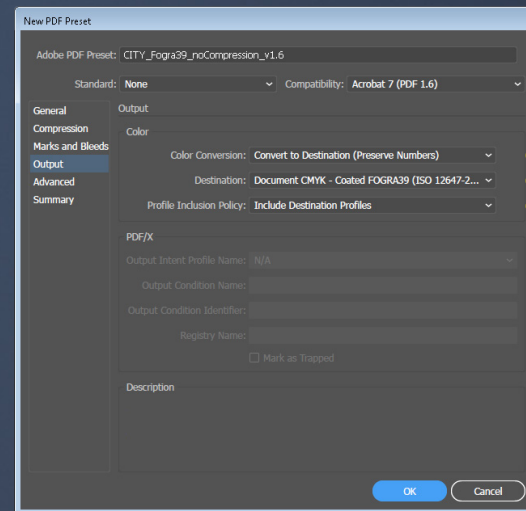 New PDF Preset
Adobe PDF Preset: CITY_Fogra39_noCompression_v1.6
Standard: None Compatibility: Acrobat 7 (PDF 1.6)
General
Compression
Marks and Bleeds
Output
Advanced
Summary
Output
Color
Color Conversion: Convert to Destination (Preserve Numbers)
Destination: Document CMYK - Coated FOGRA39 (ISO 12647-2...
Profile Inclusion Policy: Include Destination Profiles
PDF/X
Output Intent Profile Name: N/A
Output Condition Name:
Output Condition Identifier:
Registry Name:
Mark as Trapped
Description
OK Cancel